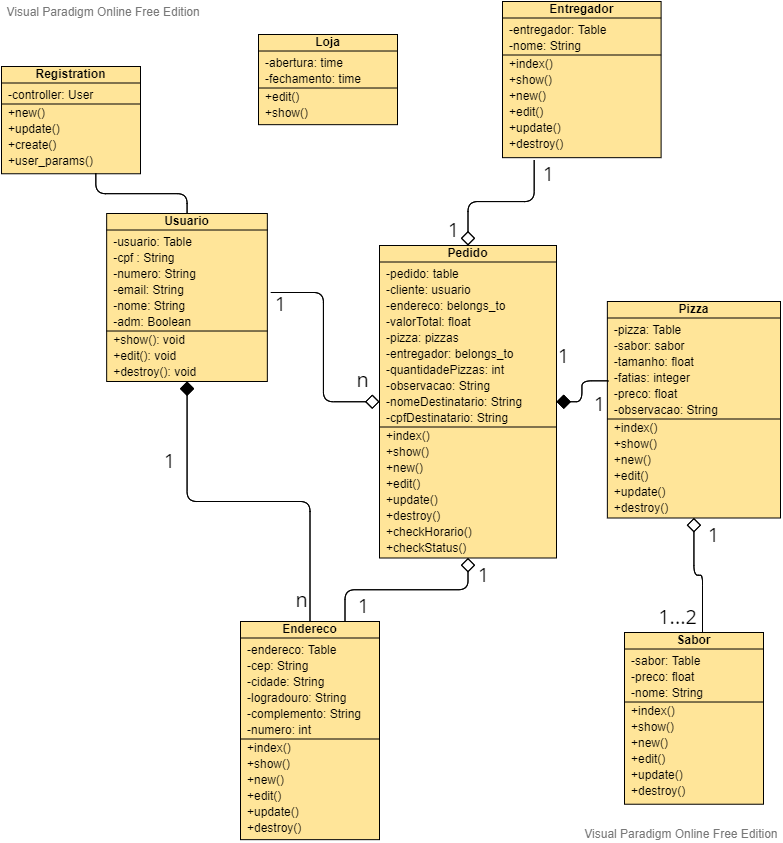 Visual Paradigm Online Free Edition
Registration
-controller: User
+new()
+update()
+create()
+user_params()
Loja
-abertura: time
-fechamento: time
+edit()
+show()
Entregador
-entregador: Table
-nome: String
+index()
+show()
+new()
+edit()
+update()
+destroy()
1
1
Usuario
-usuario: Table
-cpf : String
-numero: String
-email: String
-nome: String
-adm: Boolean
+show(): void
+edit(): void
+destroy(): void
1
n
Pedido
-pedido: table
-cliente: usuario
-endereco: belongs_to
-valorTotal: float
-pizza: pizzas
-entregador: belongs_to
-quantidadePizzas: int
-observacao: String
-nomeDestinatario: String
-cpfDestinatario: String
+index()
+show()
+new()
+edit()
+update()
+destroy()
+checkHorario()
+checkStatus()
1
1
Pizza
-pizza: Table
-sabor: sabor
-tamanho: float
-fatias: integer
-preco: float
-observacao: String
+index()
+show()
+new()
+edit()
+update()
+destroy()
1
1...2
1
n
1
1
Endereco
-endereco: Table
-cep: String
-cidade: String
-logradouro: String
-complemento: String
-numero: int
+index()
+show()
+new()
+edit()
+update()
+destroy()
Sabor
-sabor: Table
-preco: float
-nome: String
+index()
+show()
+new()
+edit()
+update()
+destroy()
Visual Paradigm Online Free Edition